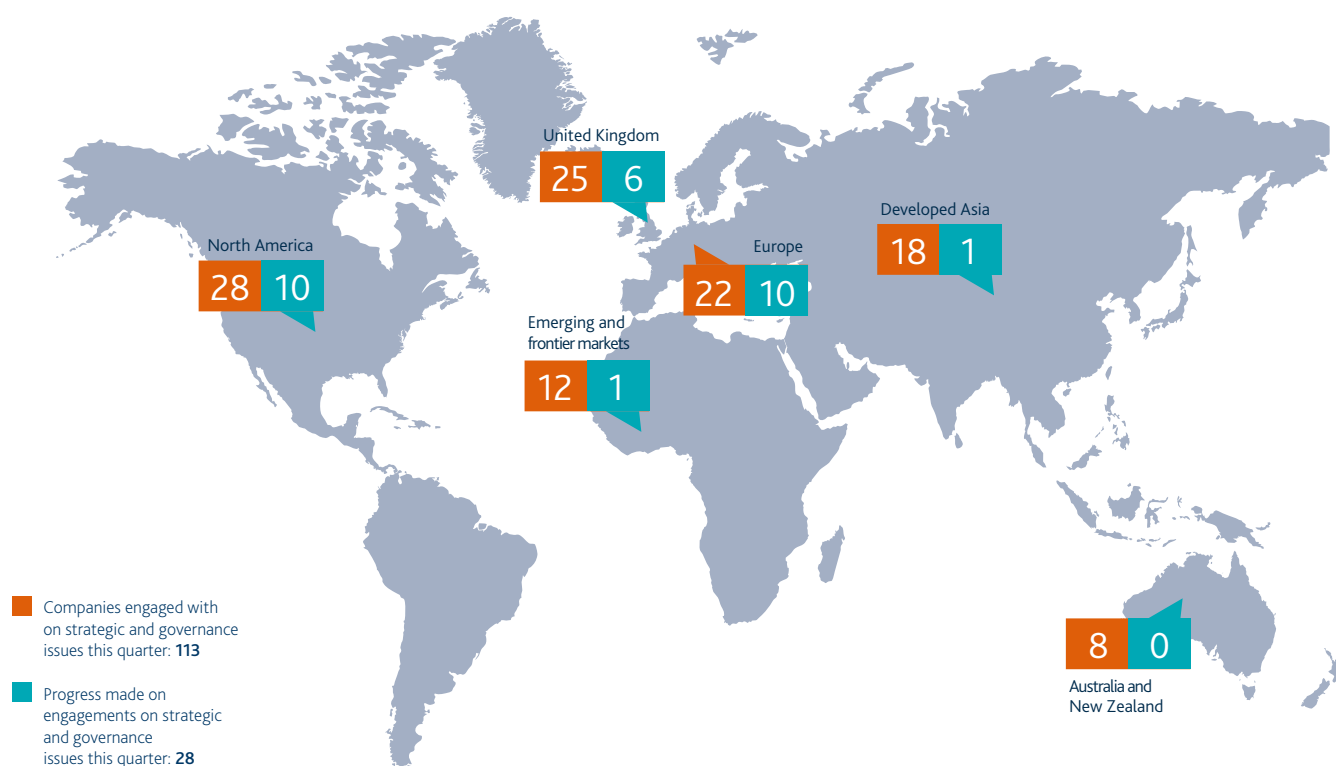 United Kingdom
25 6
Developed Asia
18 1
North America
28 10
Europe
22 10
Emerging and
frontier markets
12 1
Companies engaged with
on strategic and governance
issues this quarter: 113
8 0
Australia and
New Zealand
Progress made on
engagements on strategic
and governance
issues this quarter: 28